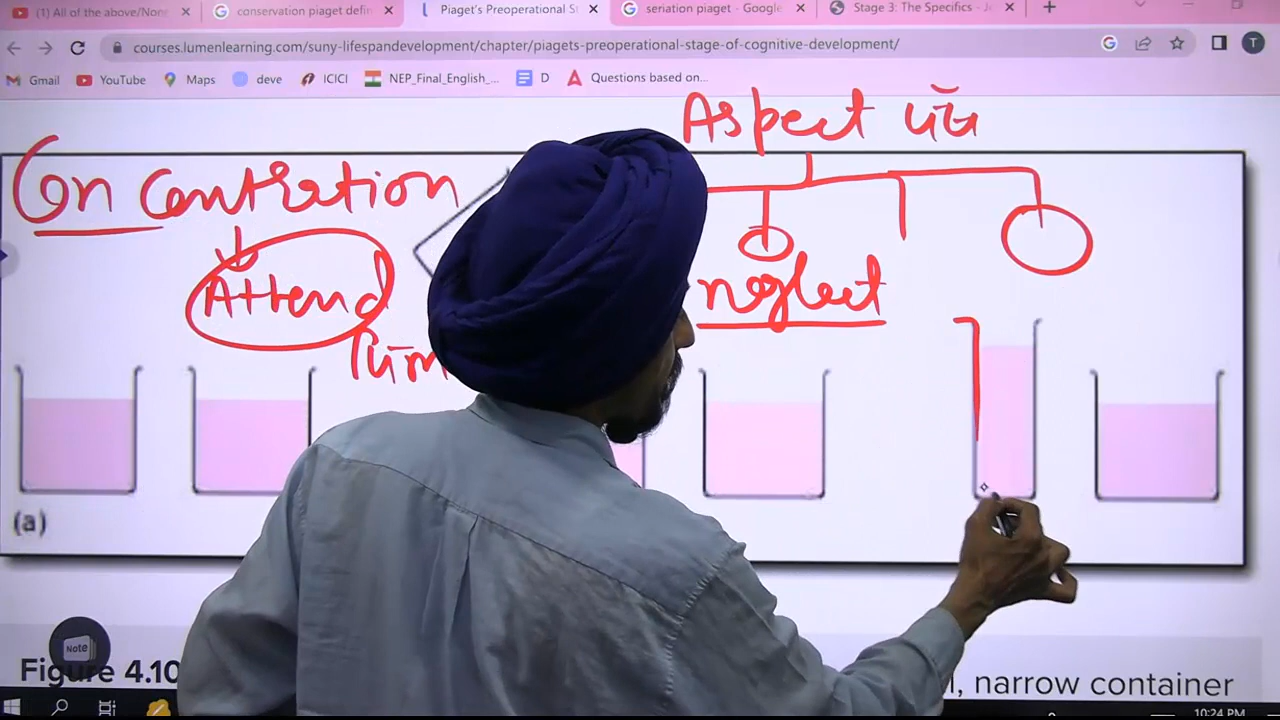 (1) All of the above/None
conservation piaget defin
Piaget's Preoperational St
seriation piaget - Google
Stage 3: The Specifics - J
courses.lumenlearning.com/suny-lifespandevelopment/chapter/piagets-preoperational-stage-of-cognitive-development/
T
Gmail
YouTube
Maps
deve
ICICI
NEP_Final_English_...
D
Questions based on...
Aspect ਪੱਖ
Con Centration
Attend
neglect
(a)
Note
Figure 4.10
, narrow container
10:24 PM